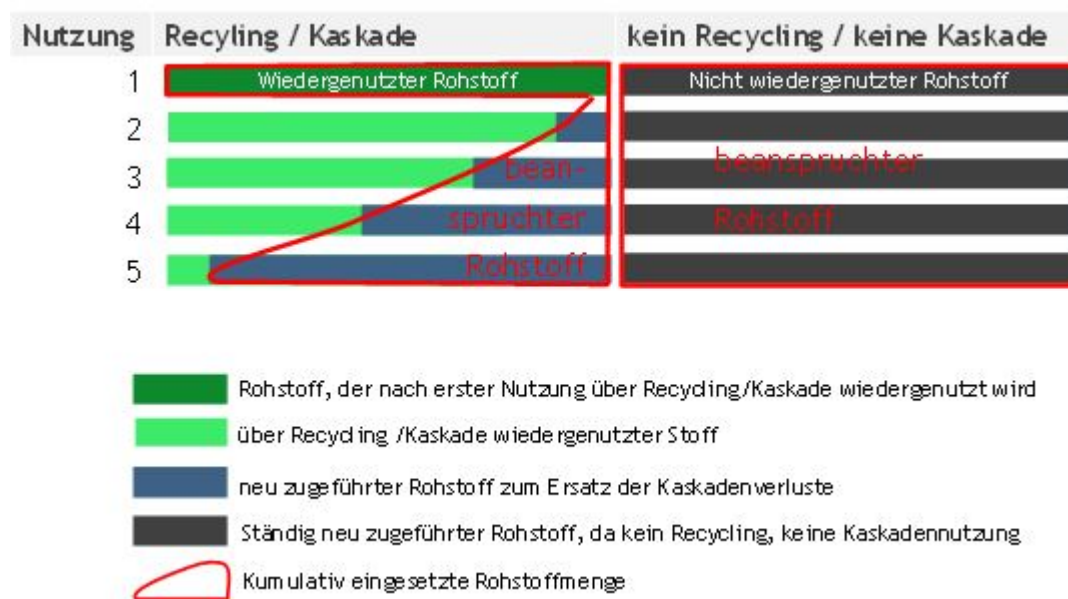 Nutzung Recyling / Kaskade kein Recycling / keine Kaskade
1 Wiedergenutzter Rohstoff Nicht wiedergenutzter Rohstoff
2
3 bean- beanspruchter
4 spruchter Rohstoff
5 Rohstoff
Rohstoff, der nach erster Nutzung über Recycling/Kaskade wiedergenutzt wird
über Recycling /Kaskade wiedergenutzter Stoff
neu zugeführter Rohstoff zum Ersatz der Kaskadenverluste
Ständig neu zugeführter Rohstoff, da kein Recycling, keine Kaskadennutzung
Kumulativ eingesetzte Rohstoffmenge